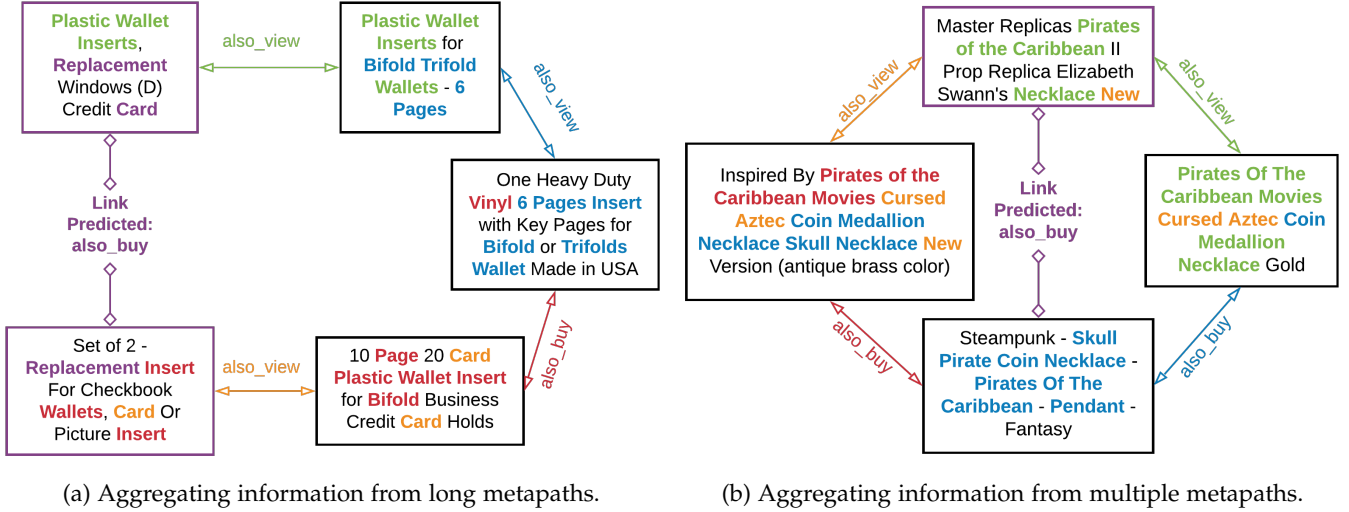 Plastic Wallet
Inserts,
Replacement
Windows (D)
Credit Card
also_view
Plastic Wallet
Inserts for
Bifold Trifold
Wallets - 6
Pages
also_view
One Heavy Duty
Vinyl 6 Pages Insert
with Key Pages for
Bifold or Trifolds
Wallet Made in USA
also_buy
10 Page 20 Card
Plastic Wallet Insert
for Bifold Business
Credit Card Holds
also_view
Set of 2 -
Replacement Insert
For Checkbook
Wallets, Card Or
Picture Insert
Link
Predicted:
also_buy
(a) Aggregating information from long metapaths.
Master Replicas Pirates
of the Caribbean II
Prop Replica Elizabeth
Swann's Necklace New
also_view
also_view
Inspired By Pirates of the
Caribbean Movies Cursed
Aztec Coin Medallion
Necklace Skull Necklace New
Version (antique brass color)
Link
Predicted:
also_buy
Pirates Of The
Caribbean Movies
Cursed Aztec Coin
Medallion
Necklace Gold
also_buy
also_buy
Steampunk - Skull
Pirate Coin Necklace -
Pirates Of The
Caribbean - Pendant -
Fantasy
(b) Aggregating information from multiple metapaths.